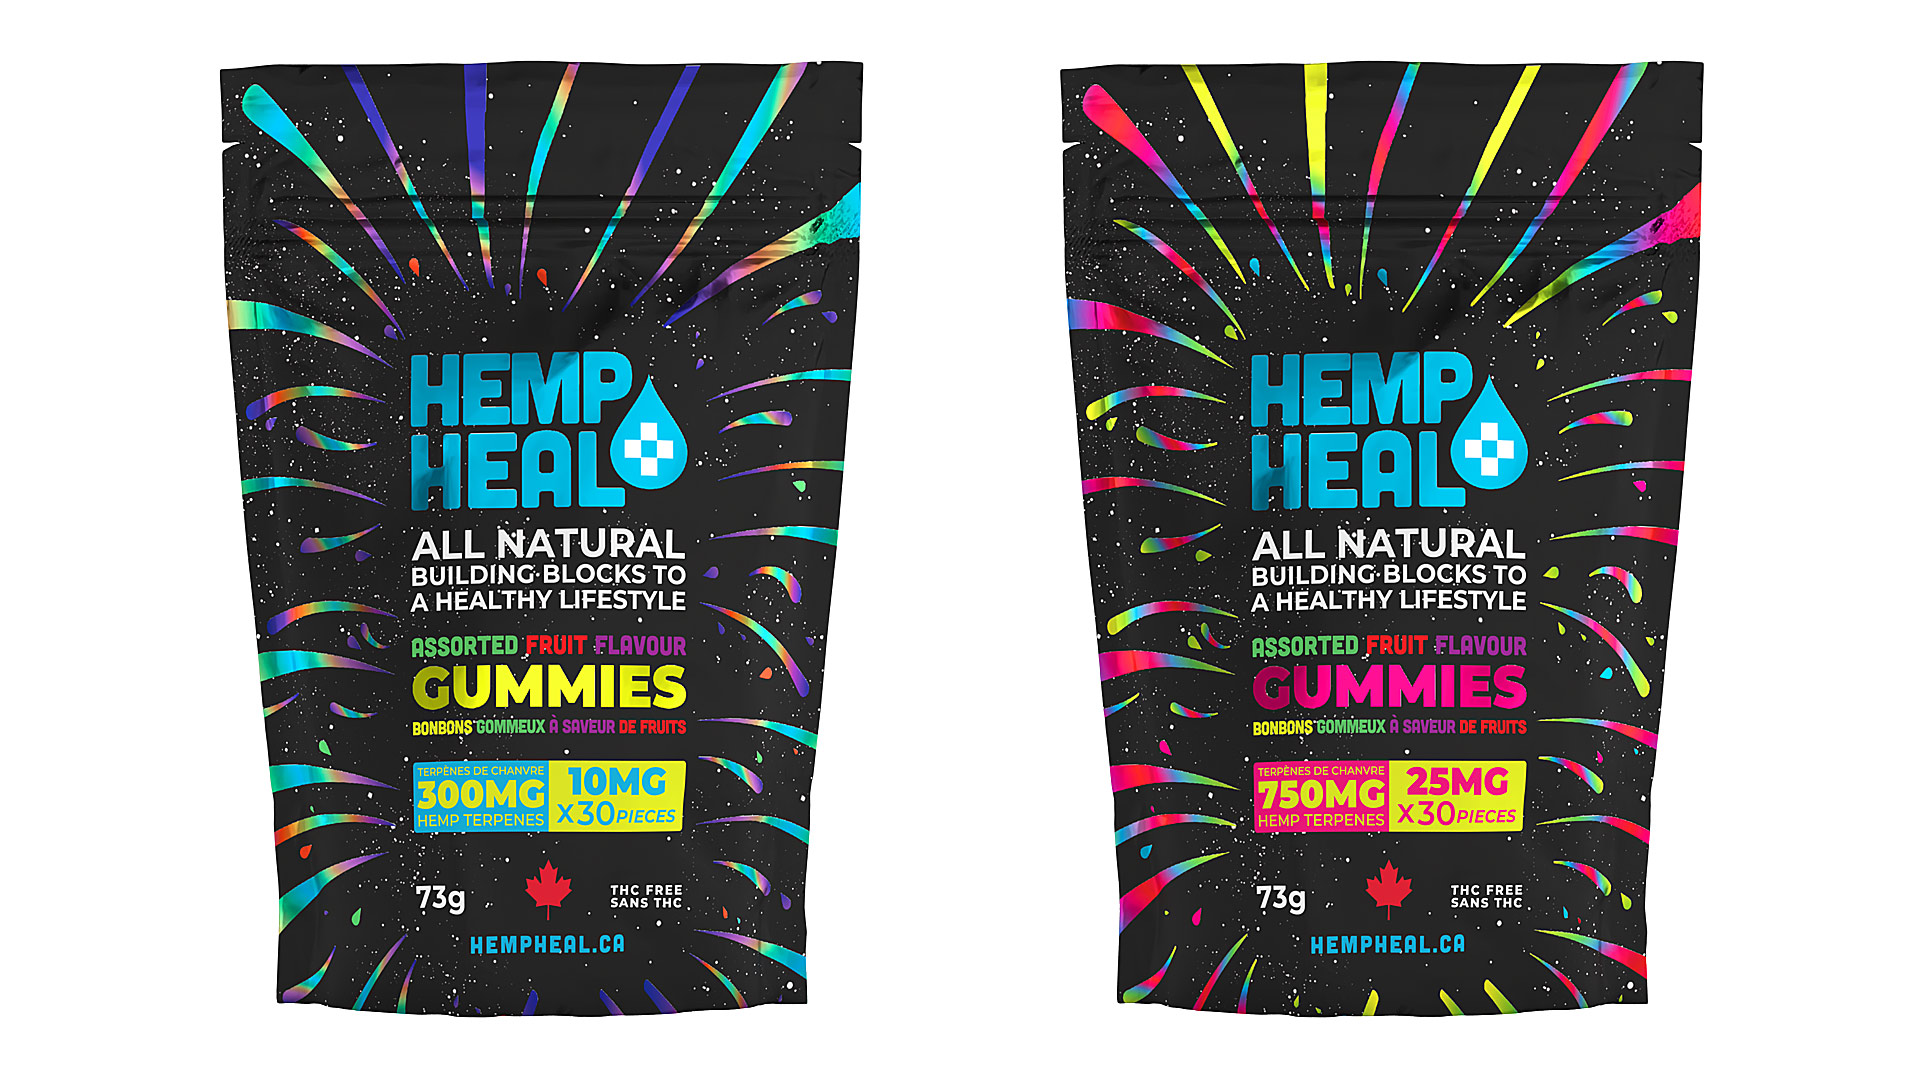 HEMP
HEAL
ALL NATURAL
BUILDING BLOCKS TO
A HEALTHY LIFESTYLE
ASSORTED FRUIT FLAVOUR
GUMMIES
BONBONS GOMMEUX À SAVEUR DE FRUITS
TERPÈNES DE CHANVRE
300MG
HEMP TERPENES
10MG
X30 PIECES
73g
THC FREE
SANS THC
HEMPHEAL.CA
HEMP
HEAL
ALL NATURAL
BUILDING BLOCKS TO
A HEALTHY LIFESTYLE
ASSORTED FRUIT FLAVOUR
GUMMIES
BONBONS GOMMEUX À SAVEUR DE FRUITS
TERPÈNES DE CHANVRE
750MG
HEMP TERPENES
25MG
X30 PIECES
73g
THC FREE
SANS THC
HEMPHEAL.CA